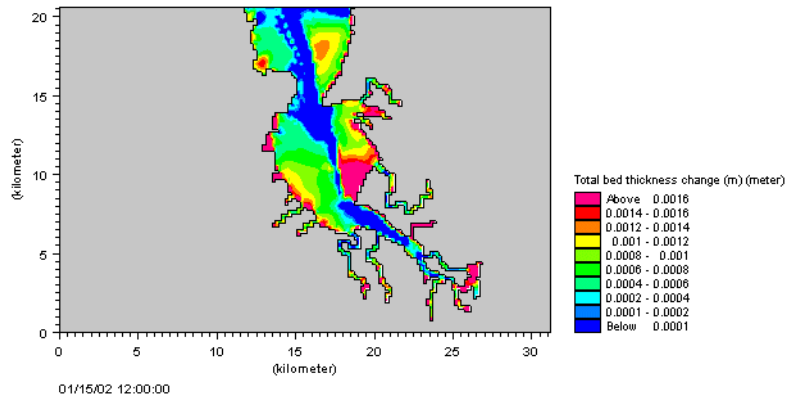 20
15
(kilometer)
10
5
0
0 5 10 15 20 25 30
(kilometer)
01/15/02 12:00:00
Total bed thickness change (m) (meter)
Above 0.0016
0.0014 - 0.0016
0.0012 - 0.0014
0.001 - 0.0012
0.0008 - 0.001
0.0006 - 0.0008
0.0004 - 0.0006
0.0002 - 0.0004
0.0001 - 0.0002
Below 0.0001